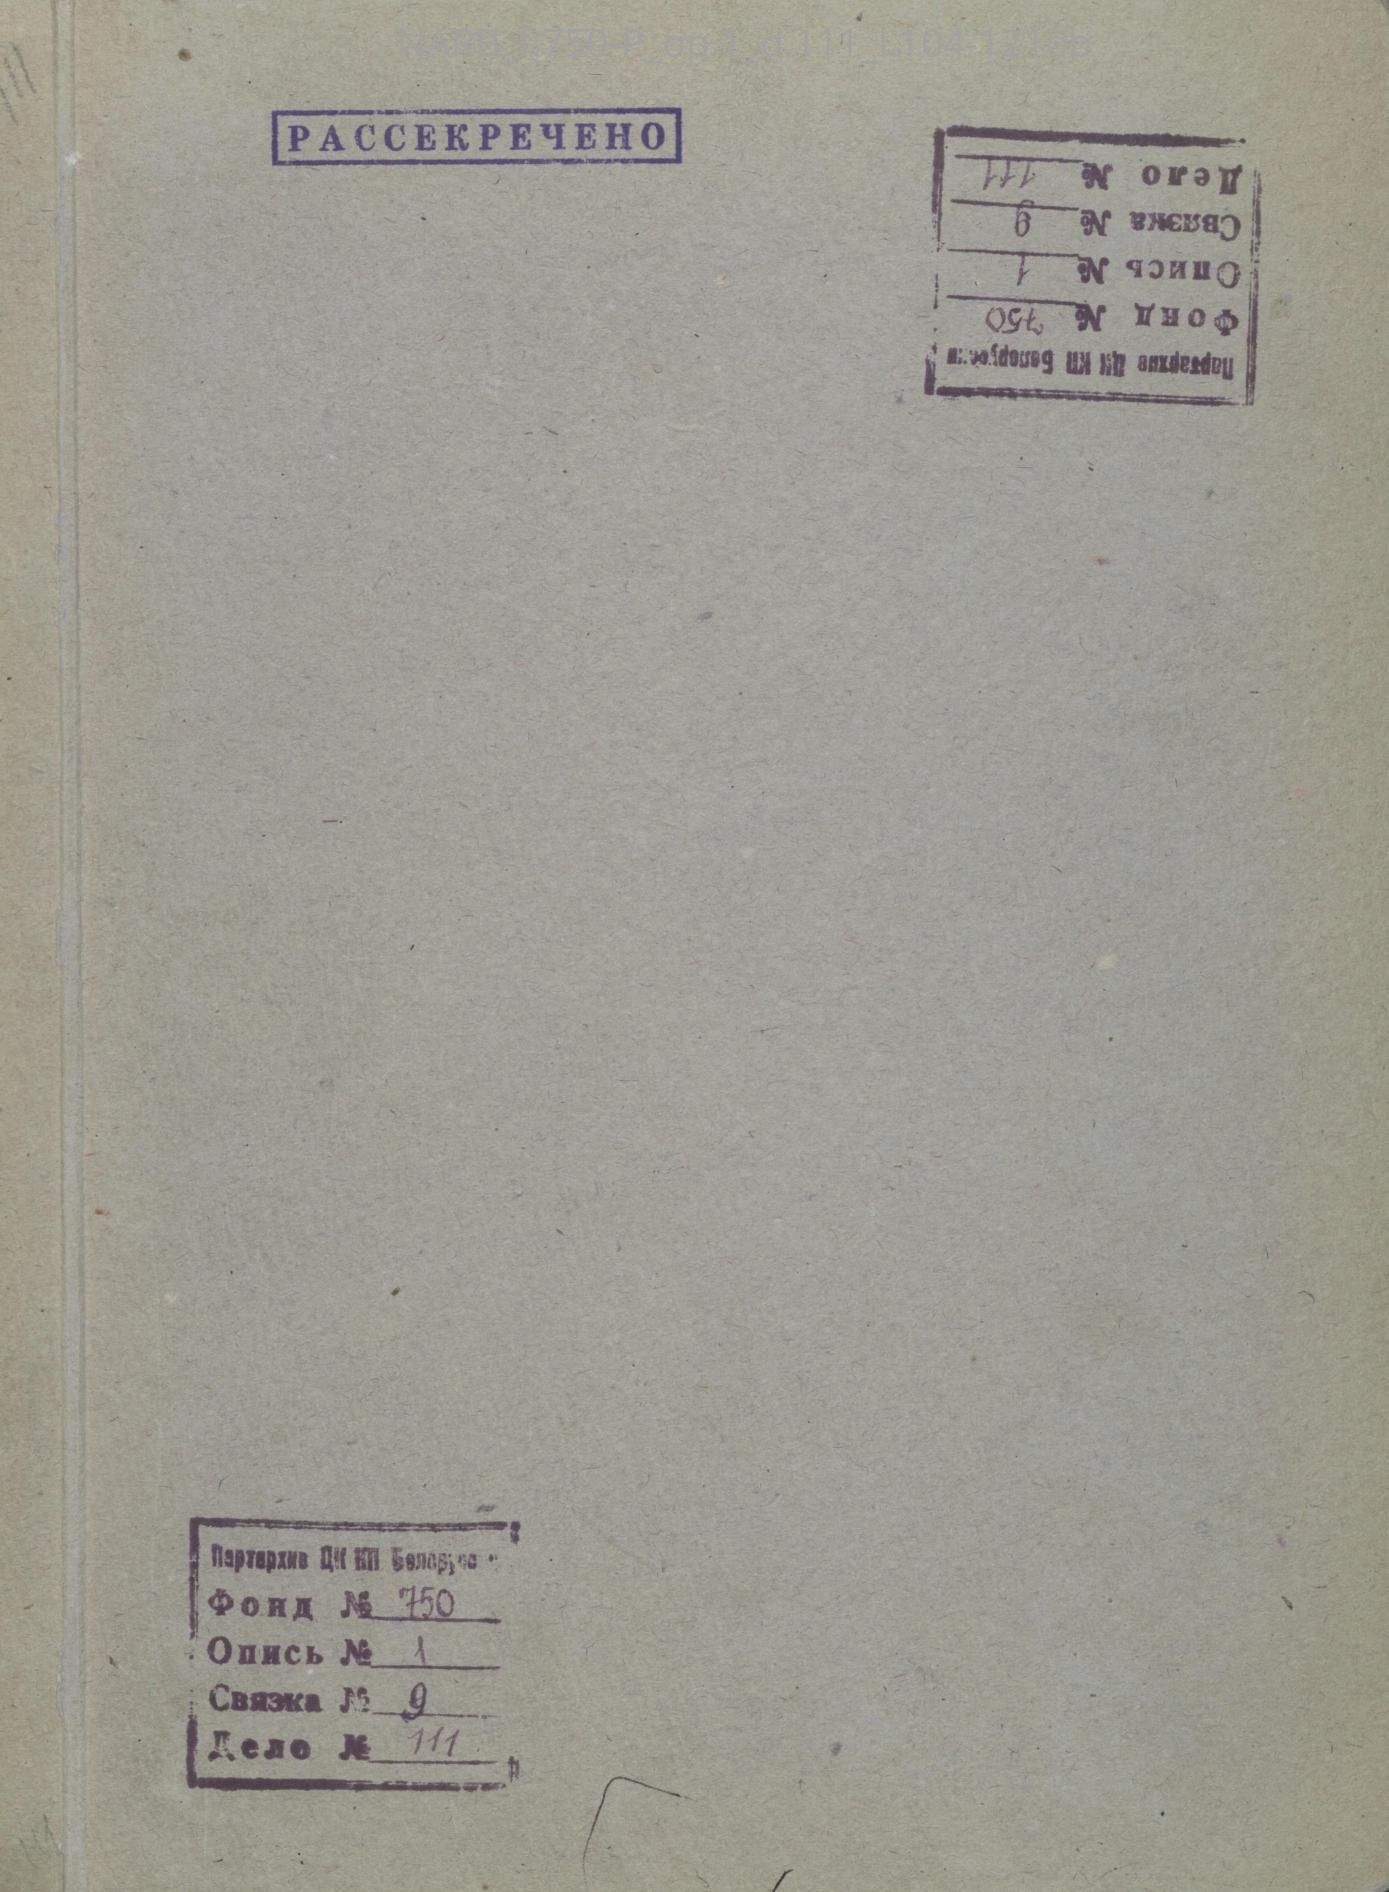 NARB_f.750-P_op.1_d.111_l.104-121ob
111
РАССЕКРЕЧЕНО
Партархив ЦК КП Белоруссии
Фонд № 750
Опись № 1
Связка № 9
Дело № 111
Партархив ЦК КП Белоруссии
Фонд № 750
Опись № 1
Связка № 9
Дело № 111